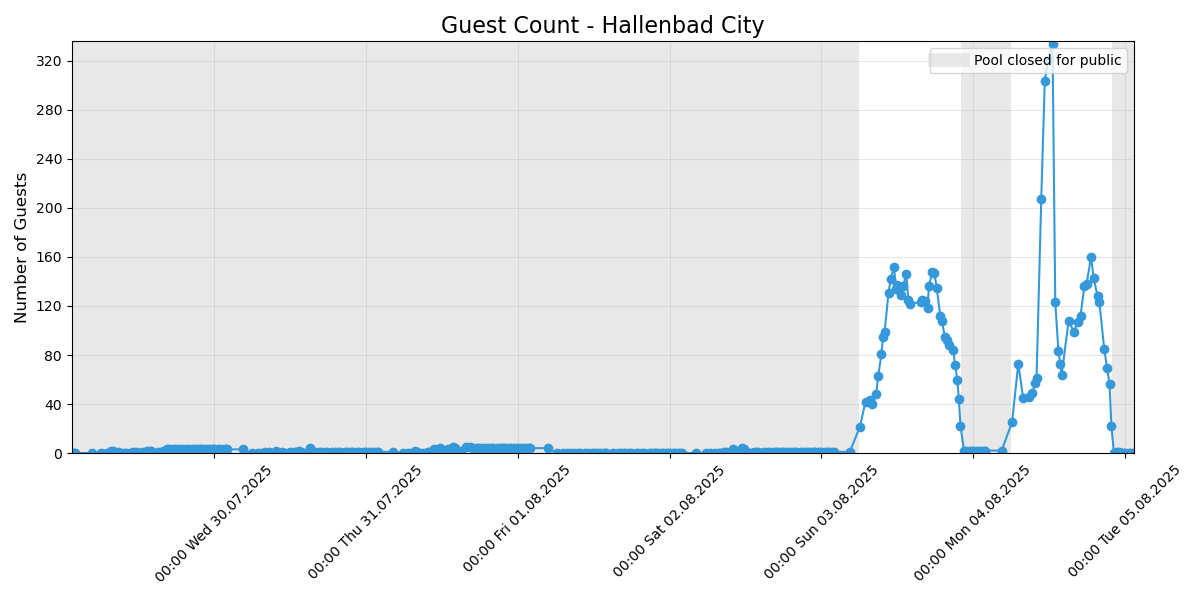 Guest Count - Hallenbad City
Pool closed for public
Number of Guests
320
280
240
200
160
120
80
40
0
00:00 Wed 30.07.2025
00:00 Thu 31.07.2025
00:00 Fri 01.08.2025
00:00 Sat 02.08.2025
00:00 Sun 03.08.2025
00:00 Mon 04.08.2025
00:00 Tue 05.08.2025